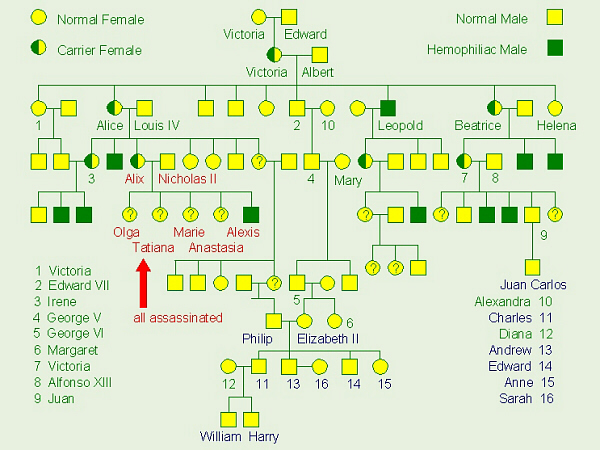 Normal Female
Carrier Female
Normal Male
Hemophiliac Male
Victoria Edward
Victoria Albert
1 Alice Louis IV 2 10 Leopold Beatrice Helena
? 
3 Alix Nicholas II 4 Mary 7 8
? ? ? ? ? ? ?
Olga Marie Alexis
Tatiana Anastasia
9
? ?
?
5
all assassinated
Juan Carlos
1 Victoria
2 Edward VII
3 Irene
4 George V
5 George VI
6 Margaret
7 Victoria
8 Alfonso XIII
9 Juan
Philip Elizabeth II 6
12 11 13 16 14 15
William Harry
Alexandra 10
Charles 11
Diana 12
Andrew 13
Edward 14
Anne 15
Sarah 16